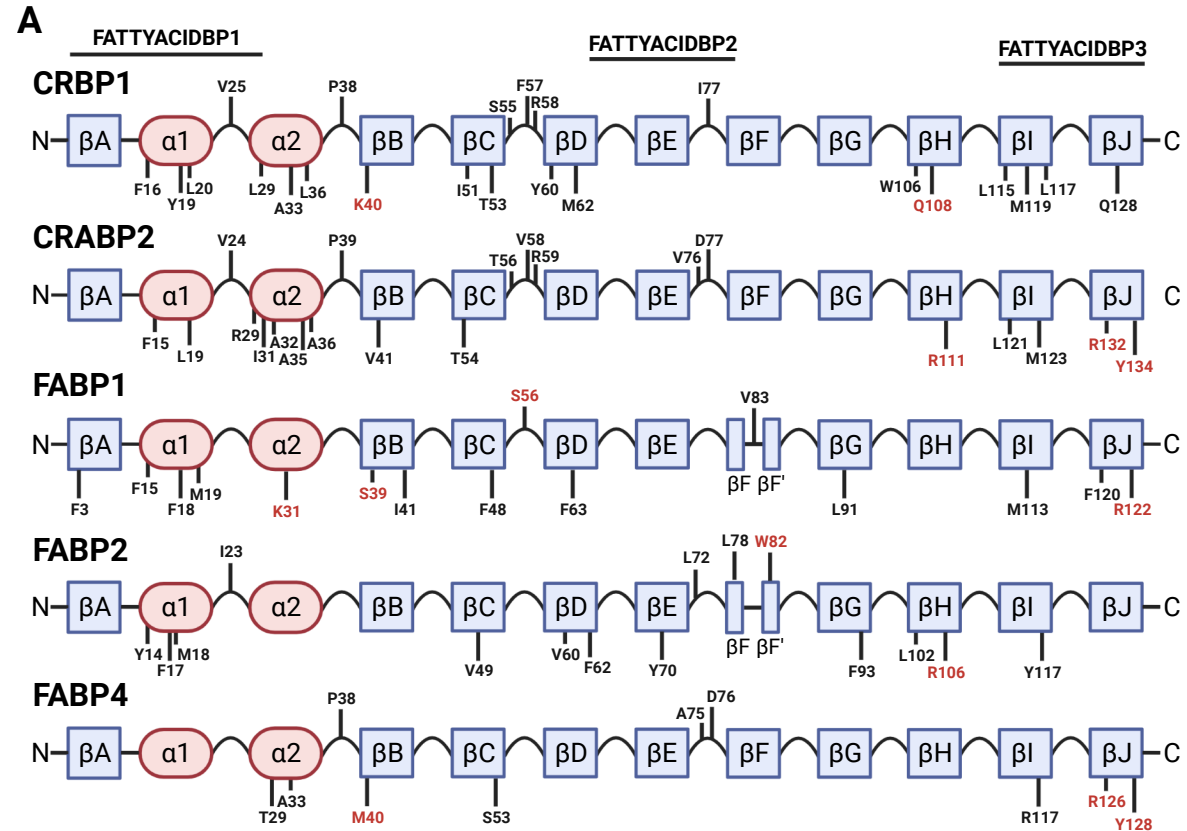 A
FATTYACIDBP1 FATTYACIDBP2 FATTYACIDBP3
CRBP1
V25 P38 S55 F57 R58 I77
N βA α1 α2 βB βC βD βE βF βG βH βI βJ C
F16 Y19 L20 L29 A33 L36 K40 I51 T53 Y60 M62 W106 Q108 L115 M119 L117 Q128
CRABP2
V24 P39 T56 V58 R59 V76 D77
N βA α1 α2 βB βC βD βE βF βG βH βI βJ C
F15 L19 R29 I31 A32 A35 A36 V41 T54 R111 L121 M123 R132 Y134
FABP1
S56 V83
N βA α1 α2 βB βC βD βE βG βH βI βJ C
βF βF'
F3 F15 F18 M19 K31 S39 I41 F48 F63 L91 M113 F120 R122
FABP2
I23 L72 L78 W82
N βA α1 α2 βB βC βD βE βG βH βI βJ C
βF βF'
Y14 F17 M18 V49 V60 F62 Y70 F93 L102 R106 Y117
FABP4
P38 A75 D76
N βA α1 α2 βB βC βD βE βF βG βH βI βJ C
T29 A33 M40 S53 R117 R126 Y128